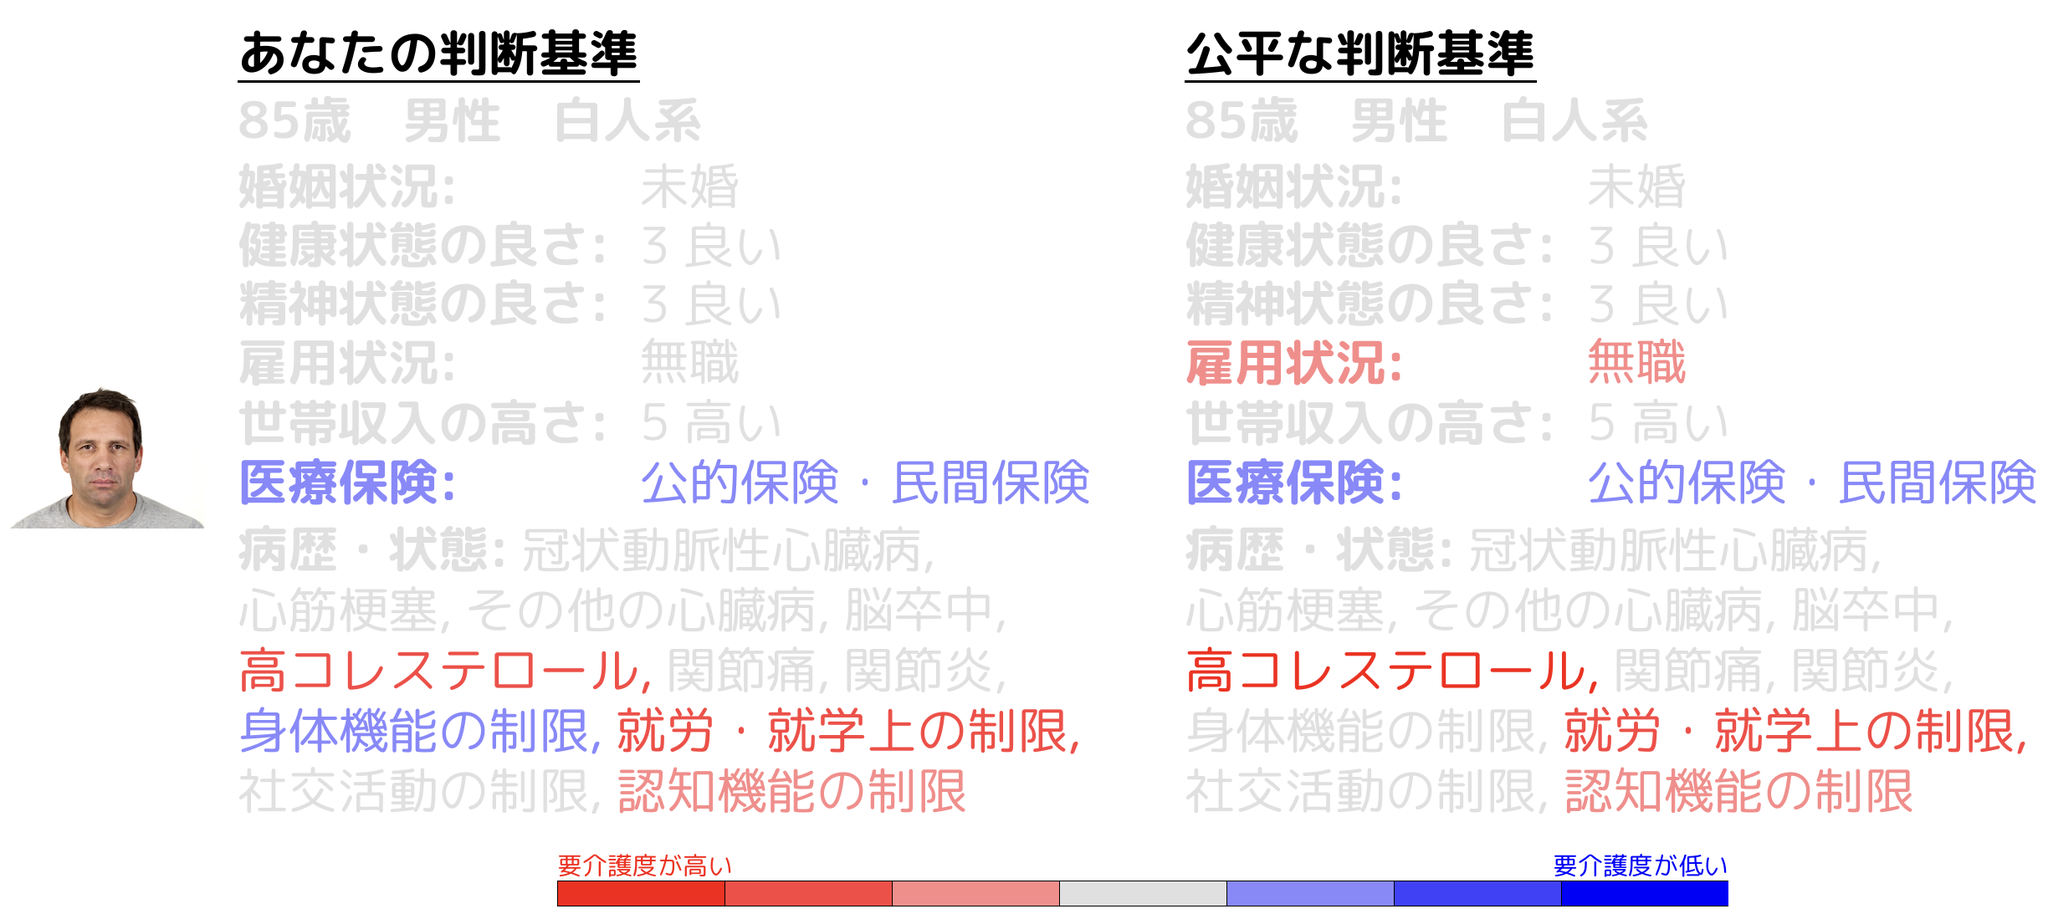 あなたの判断基準
85歳 男性 白人系
婚姻状況: 未婚
健康状態の良さ: 3 良い
精神状態の良さ: 3 良い
雇用状況: 無職
世帯収入の高さ: 5 高い
医療保険: 公的保険・民間保険
病歴・状態: 冠状動脈性心臓病,
心筋梗塞, その他の心臓病, 脳卒中,
高コレステロール, 関節痛, 関節炎,
身体機能の制限, 就労・就学上の制限,
社交活動の制限, 認知機能の制限
公平な判断基準
85歳 男性 白人系
婚姻状況: 未婚
健康状態の良さ: 3 良い
精神状態の良さ: 3 良い
雇用状況: 無職
世帯収入の高さ: 5 高い
医療保険: 公的保険・民間保険
病歴・状態: 冠状動脈性心臓病,
心筋梗塞, その他の心臓病, 脳卒中,
高コレステロール, 関節痛, 関節炎,
身体機能の制限, 就労・就学上の制限,
社交活動の制限, 認知機能の制限
要介護度が高い 要介護度が低い